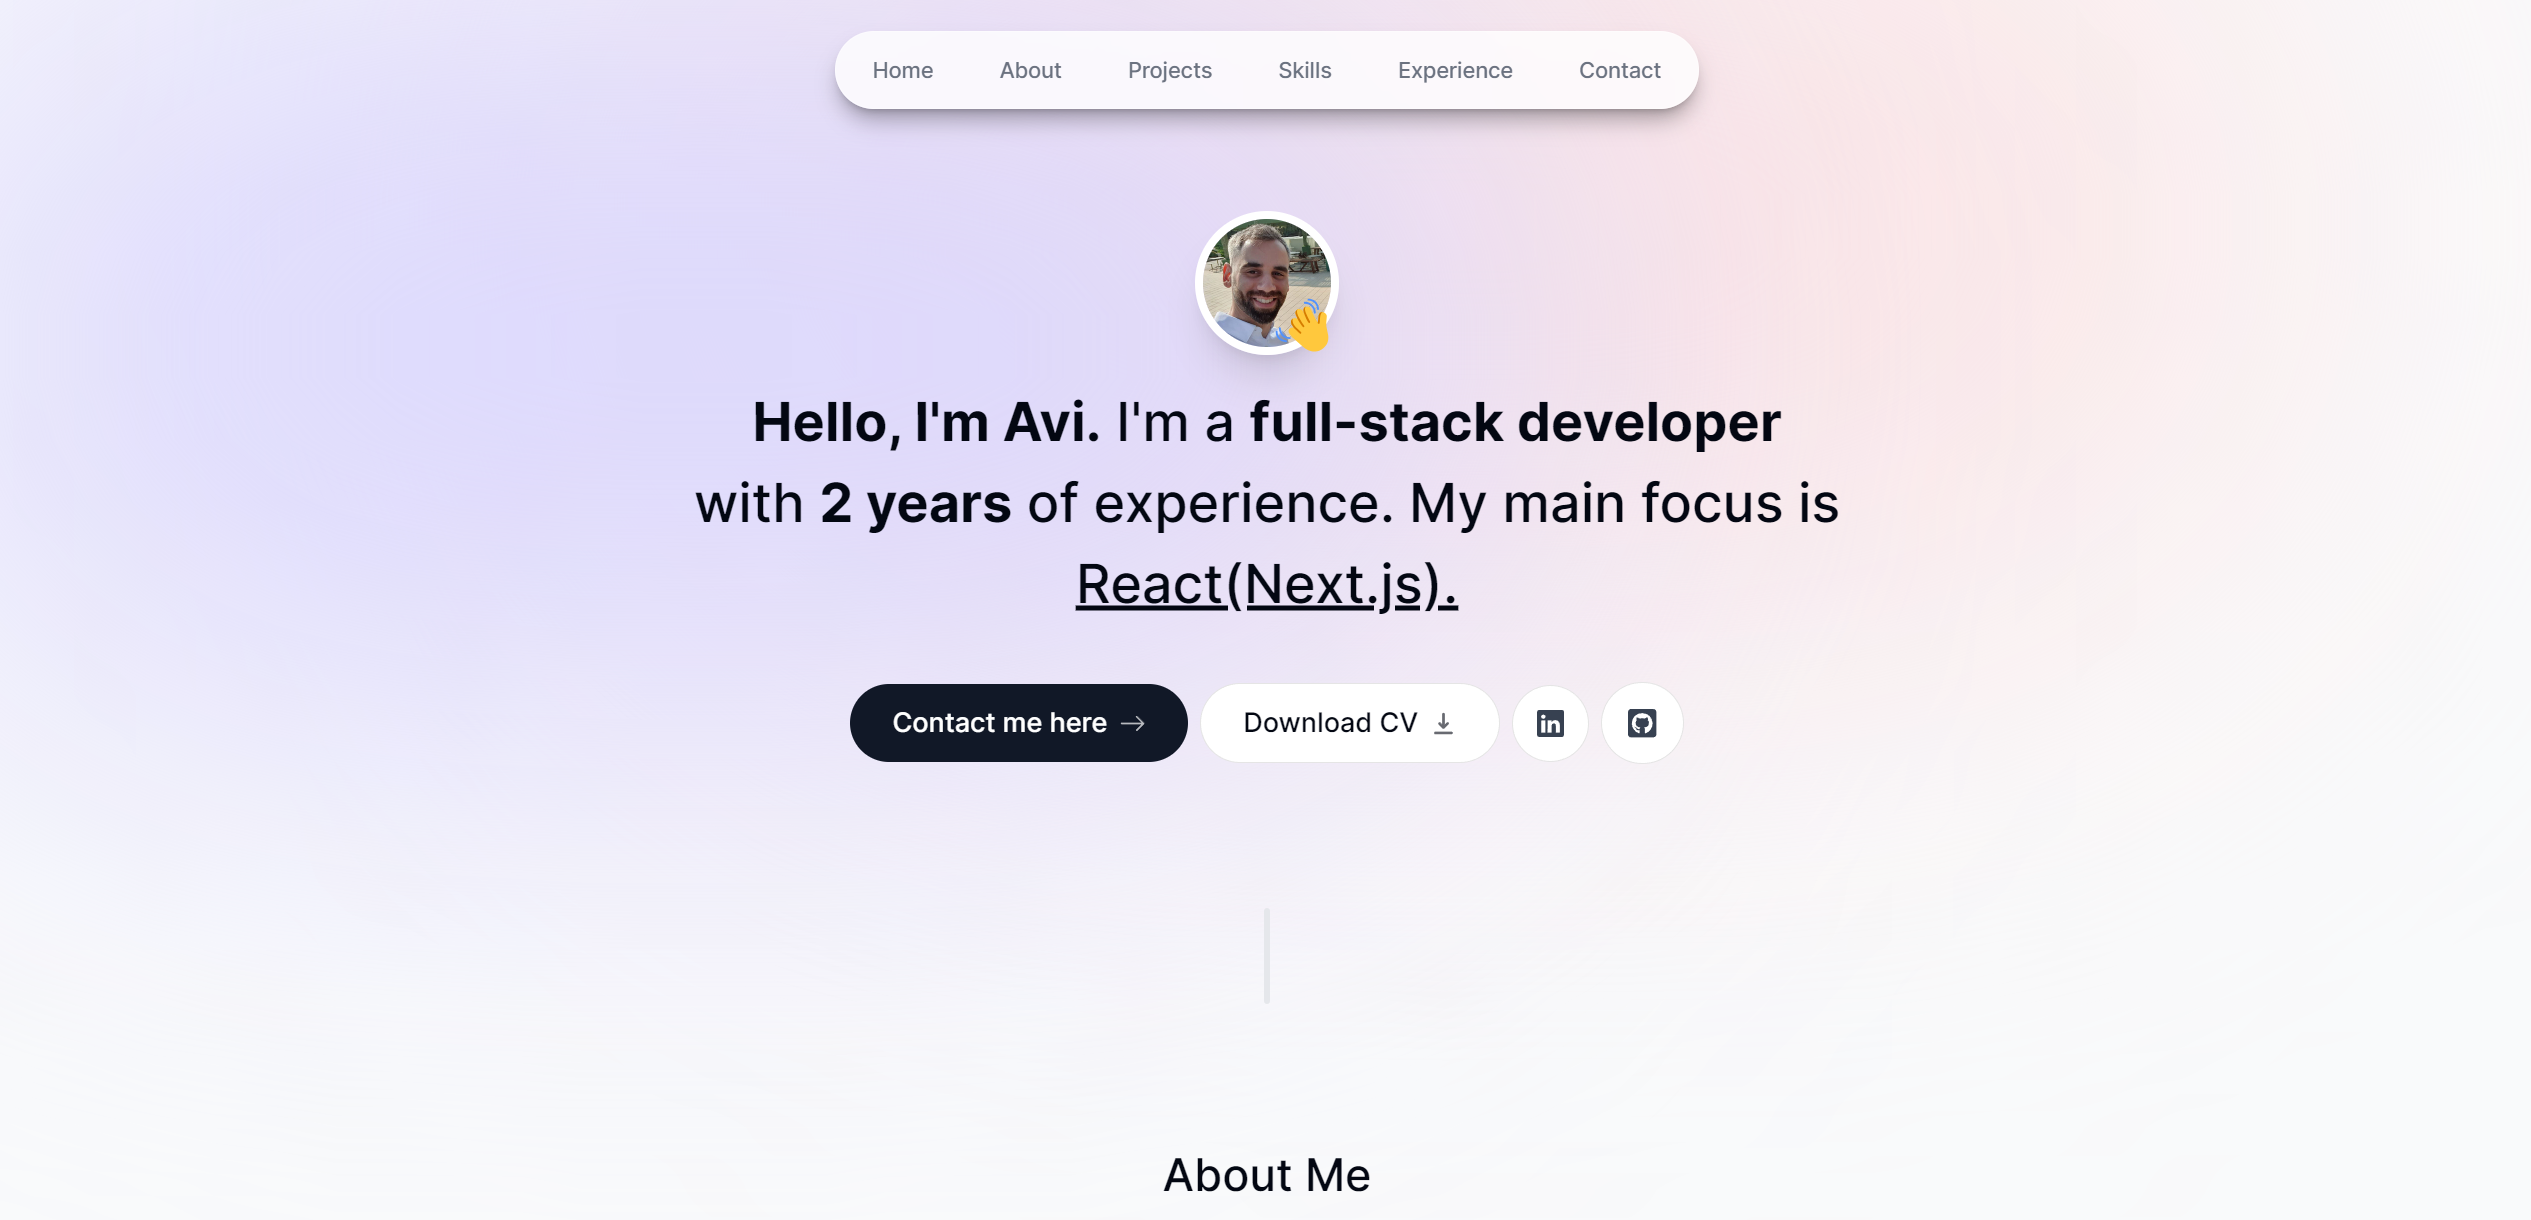 Home About Projects Skills Experience Contact
Hello, I'm Avi. I'm a full-stack developer
with 2 years of experience. My main focus is
React(Next.js).
Contact me here
Download CV
in
About Me